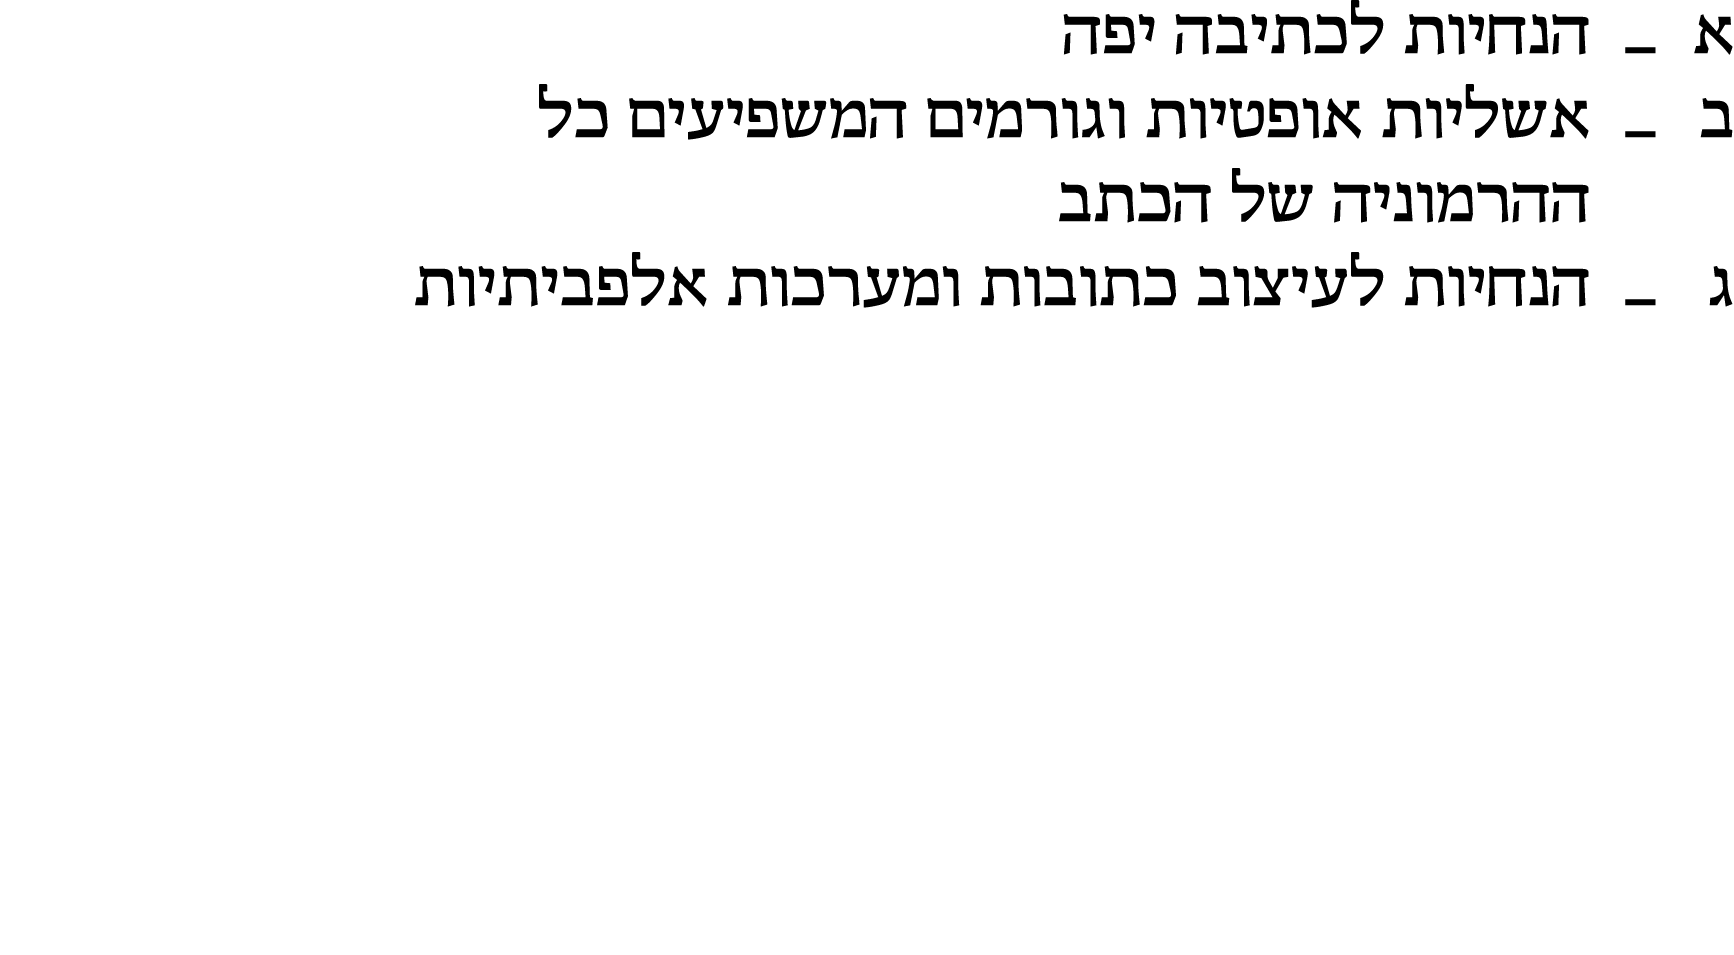 א – הנחיות לכתיבה יפה
ב – אשליות אופטיות וגורמים המשפיעים כל
ההרמוניה של הכתב
ג – הנחיות לעיצוב כתובות ומערכות אלפביתיות